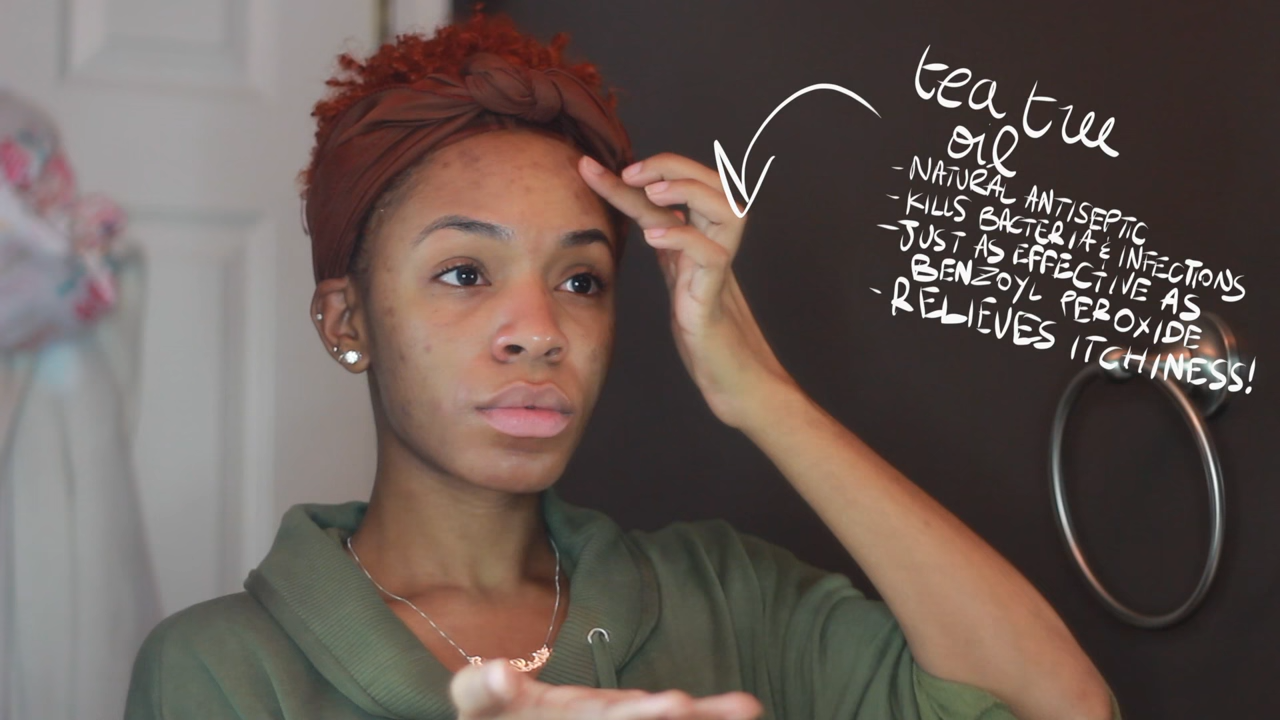 tea tree
oil
- NATURAL ANTISEPTIC
- KILLS BACTERIA & INFECTIONS
- JUST AS EFFECTIVE AS
BENZOYL PEROXIDE
- RELIEVES ITCHINESS!